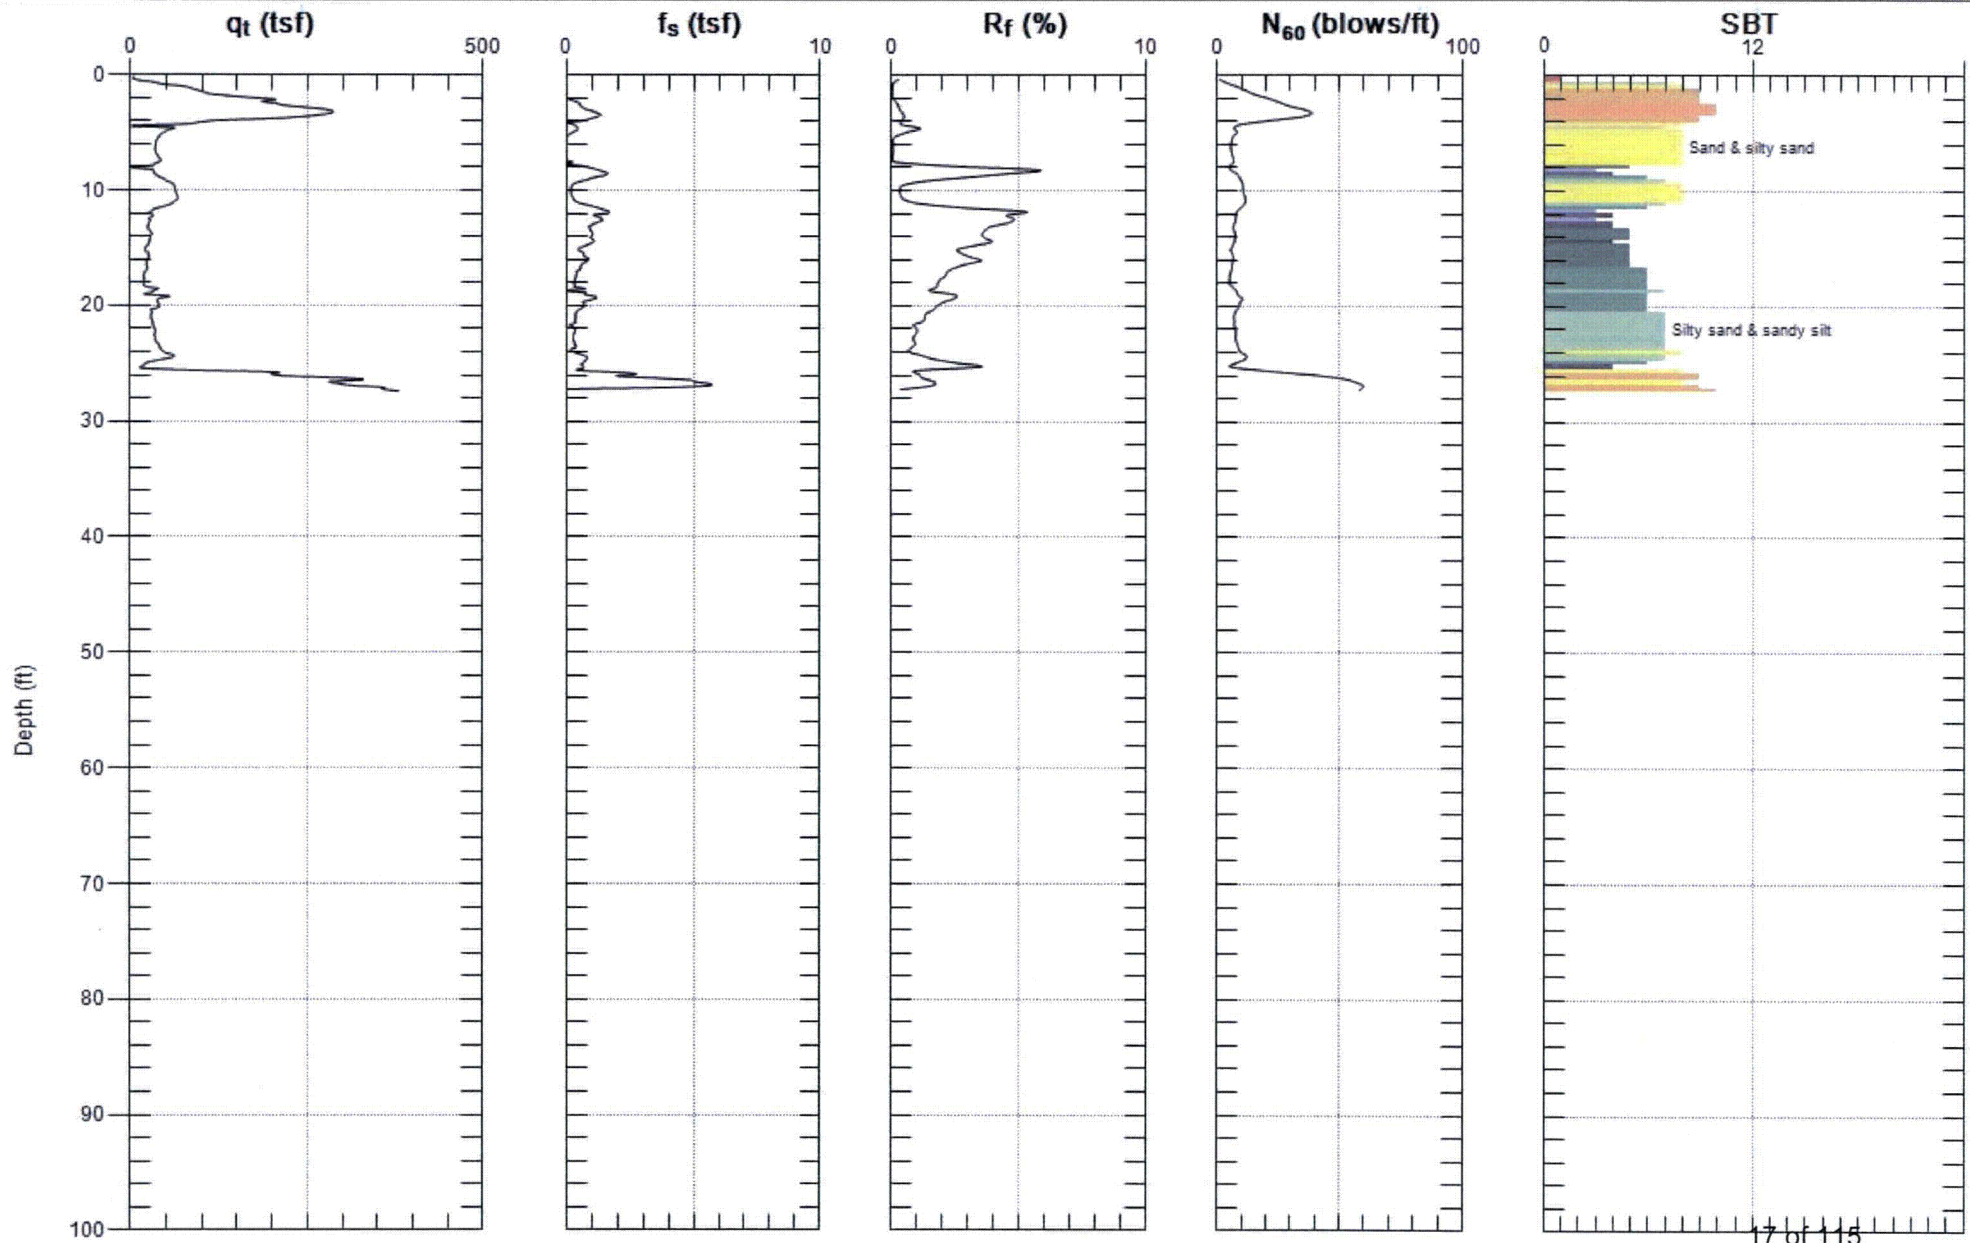 qt (tsf) fs (tsf) Rf (%) N60 (blows/ft) SBT
0 500 0 10 0 10 0 100 0 12
0
Sand & silty sand
10
20
Silty sand & sandy silt
30
40
50
Depth (ft)
60
70
80
90
100
17 of 115